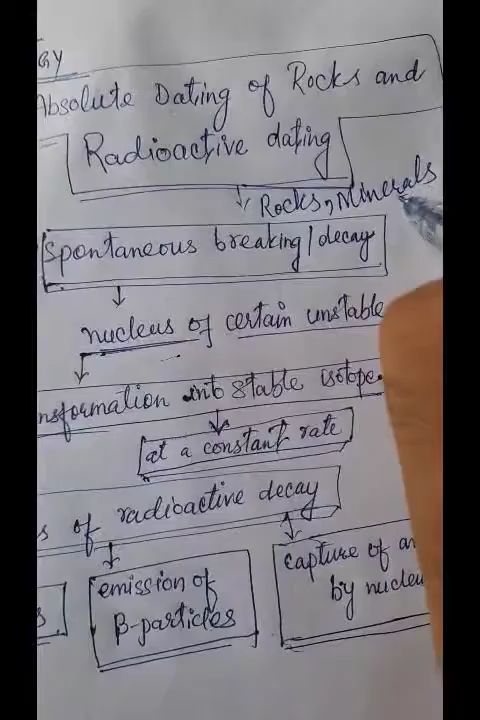 GY
Absolute Dating of Rocks and
Radioactive dating
Rocks, Minerals
Spontaneous breaking/decay
nucleus of certain unstable
nsformation into stable isotope.
at a constant rate
s of radioactive decay
emission of
β-particles
capture of an
by nucleu
s